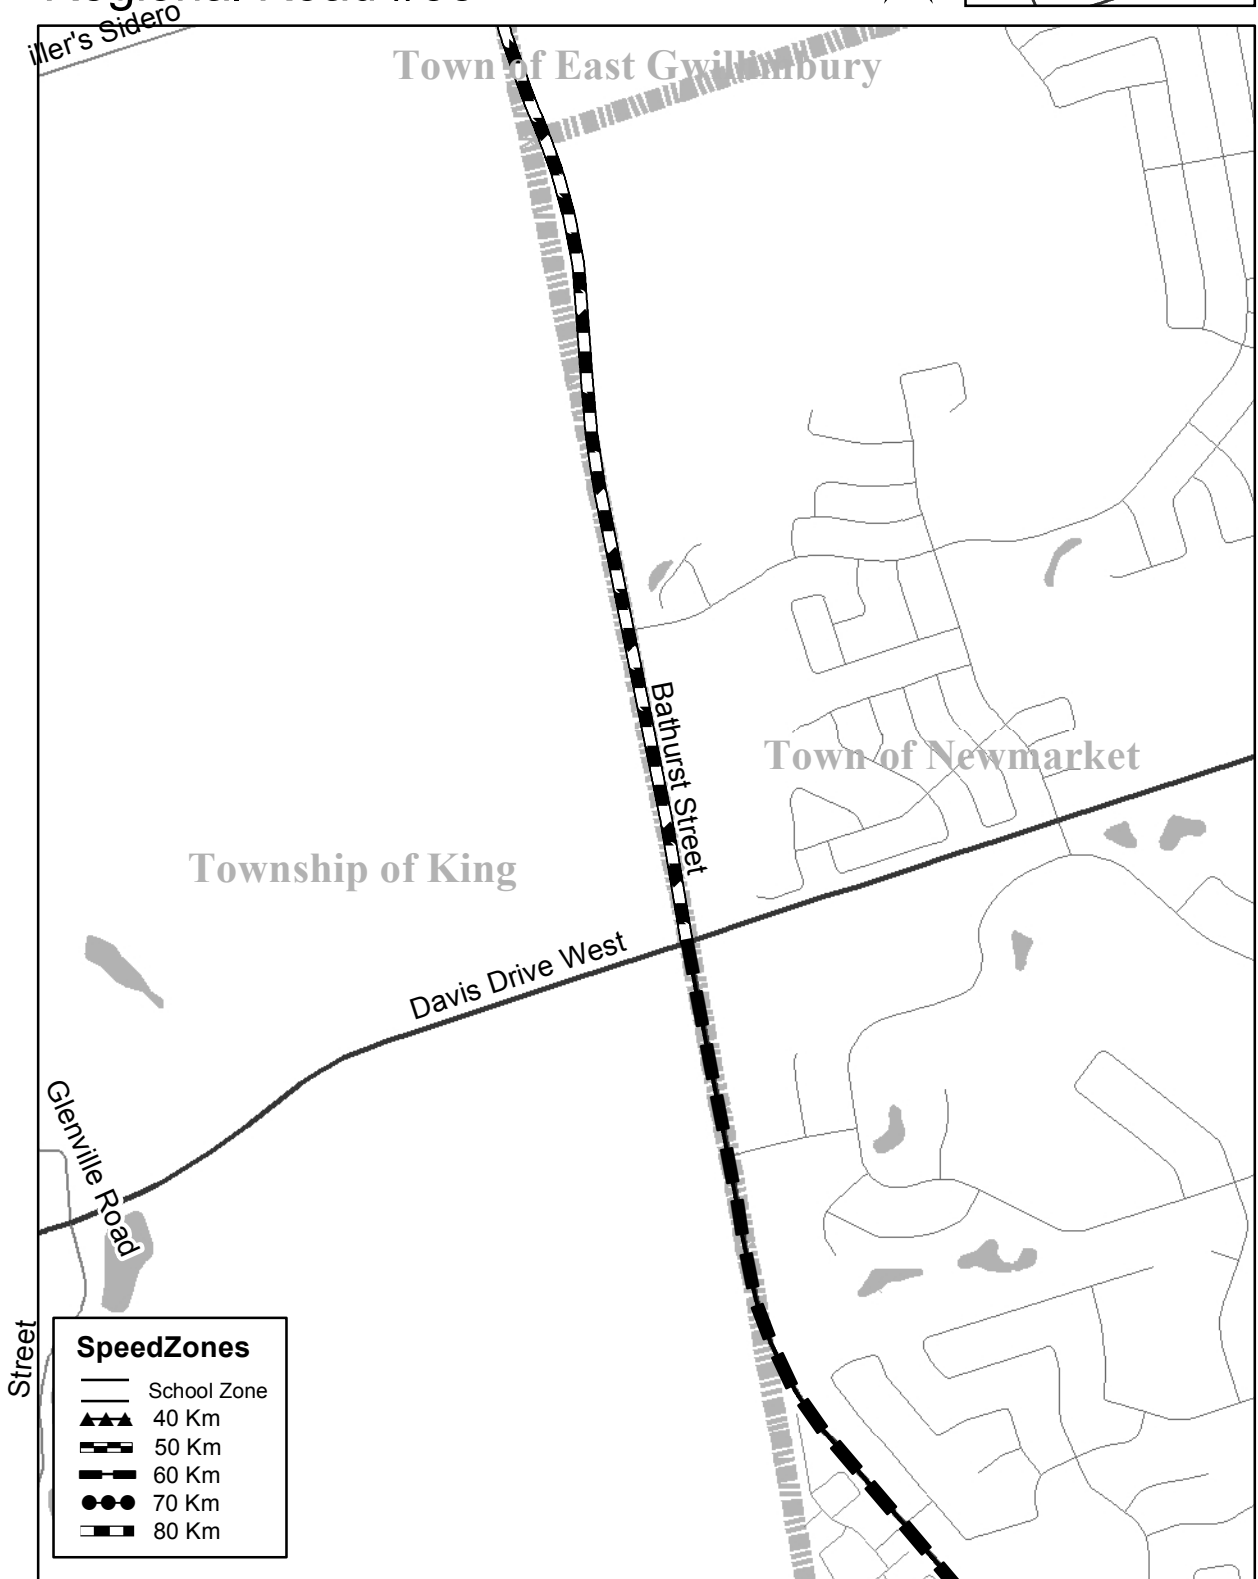 iller's Sidero
Town of East Gwillimbury
Bathurst Street
Town of Newmarket
Township of King
Davis Drive West
Glenville Road
Street
SpeedZones
School Zone
40 Km
50 Km
60 Km
70 Km
80 Km